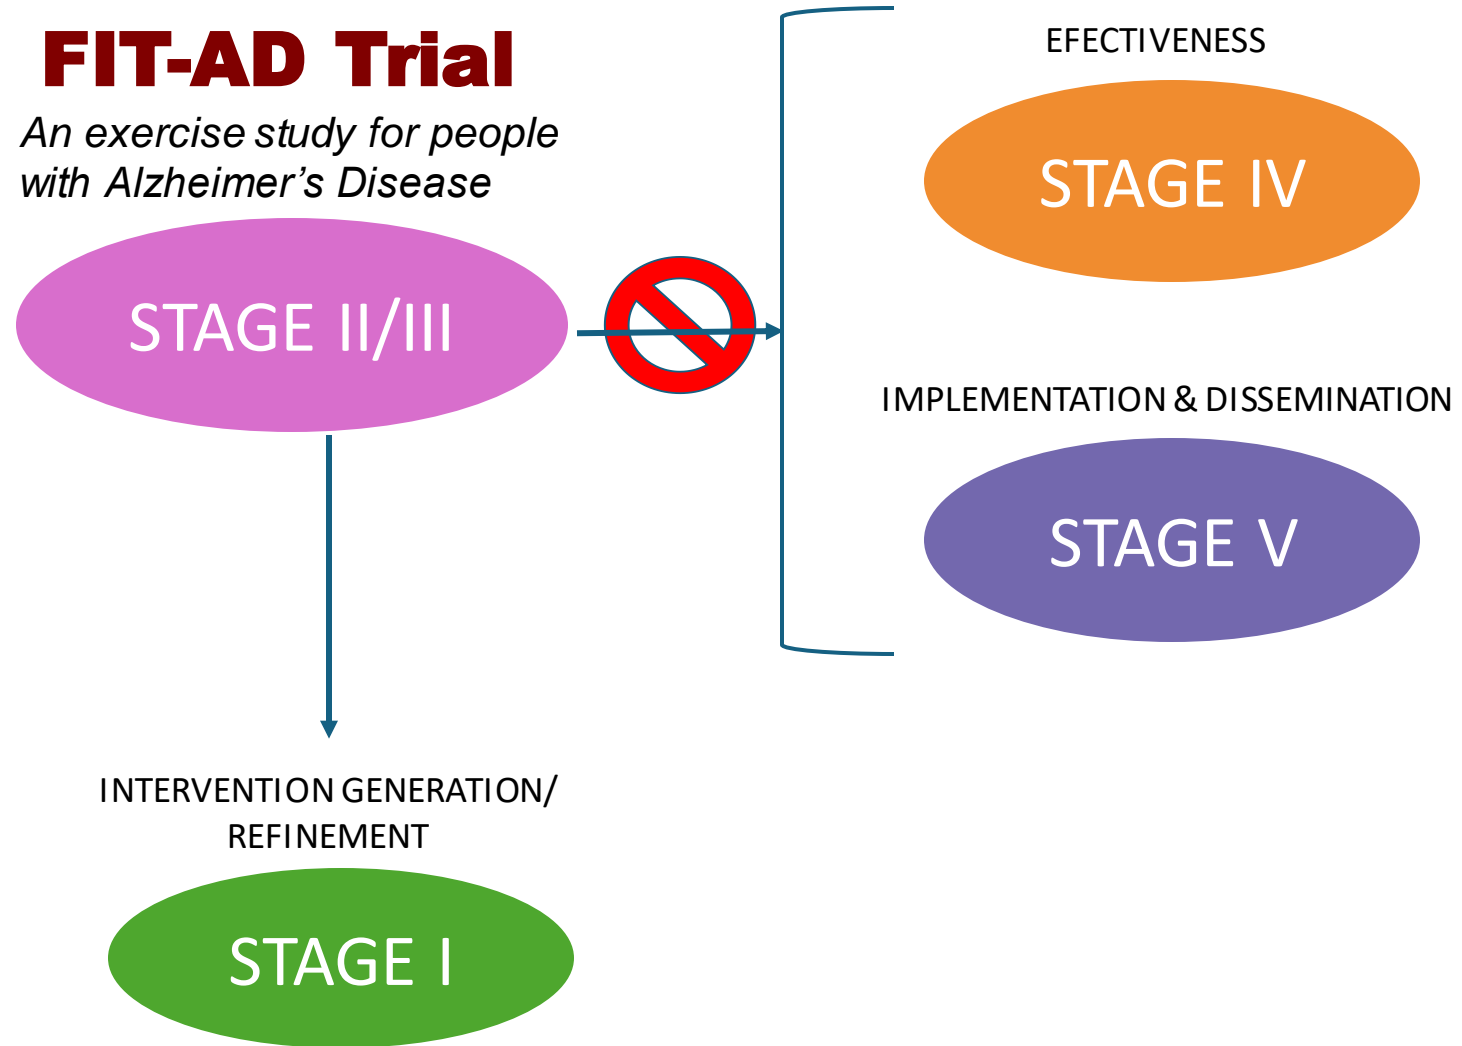 FIT-AD Trial
An exercise study for people
with Alzheimer's Disease
STAGE II/III
EFECTIVENESS
STAGE IV
IMPLEMENTATION & DISSEMINATION
STAGE V
INTERVENTION GENERATION/
REFINEMENT
STAGE I